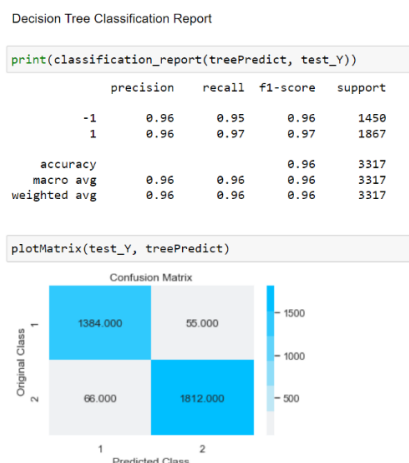 Decision Tree Classification Report
print(classification_report(treePredict, test_Y))
precision recall f1-score support
-1 0.96 0.95 0.96 1450
1 0.96 0.97 0.97 1867
accuracy 0.96 3317
macro avg 0.96 0.96 0.96 3317
weighted avg 0.96 0.96 0.96 3317
plotMatrix(test_Y, treePredict)
Confusion Matrix
1384.000 55.000
66.000 1812.000
Original Class
1
2
1 2
Predicted Class
1500
1000
500